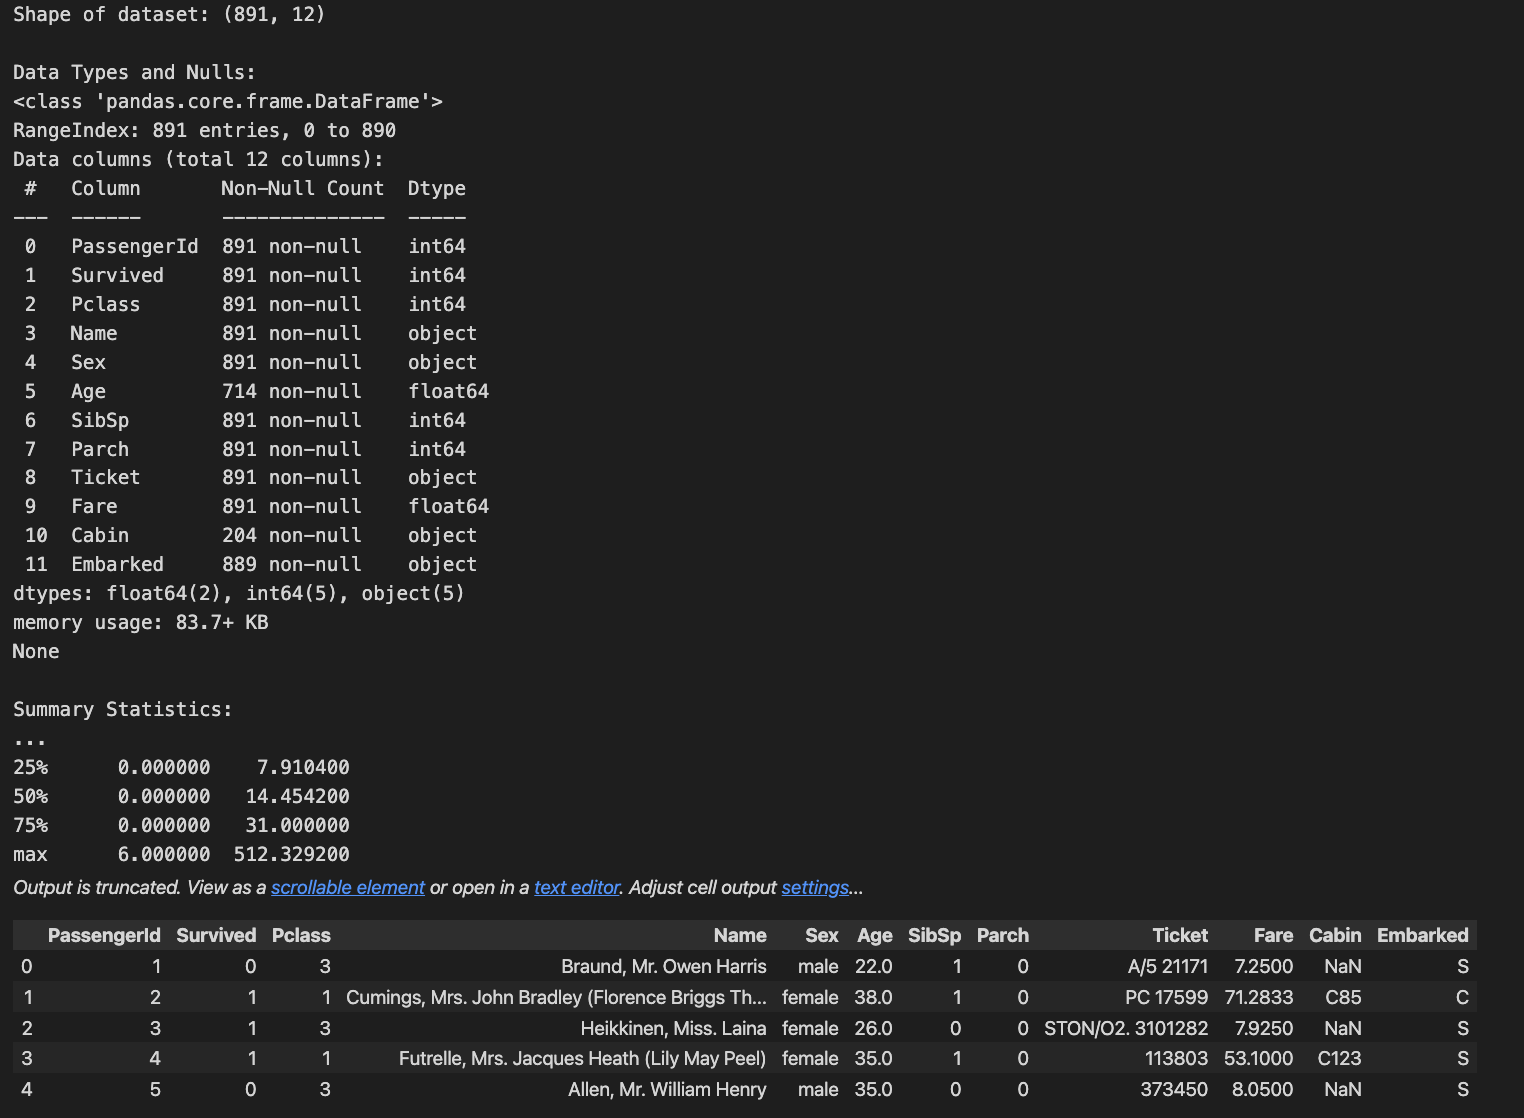 Shape of dataset: (891, 12)
Data Types and Nulls:
<class 'pandas.core.frame.DataFrame'>
RangeIndex: 891 entries, 0 to 890
Data columns (total 12 columns):
 #   Column       Non-Null Count  Dtype
---  ------       --------------  -----
 0   PassengerId  891 non-null    int64
 1   Survived     891 non-null    int64
 2   Pclass       891 non-null    int64
 3   Name         891 non-null    object
 4   Sex          891 non-null    object
 5   Age          714 non-null    float64
 6   SibSp        891 non-null    int64
 7   Parch        891 non-null    int64
 8   Ticket       891 non-null    object
 9   Fare         891 non-null    float64
 10  Cabin        204 non-null    object
 11  Embarked     889 non-null    object
dtypes: float64(2), int64(5), object(5)
memory usage: 83.7+ KB
None
Summary Statistics:
...
25%      0.000000    7.910400
50%      0.000000   14.454200
75%      0.000000   31.000000
max      6.000000  512.329200
Output is truncated. View as a scrollable element or open in a text editor. Adjust cell output settings...
PassengerId Survived Pclass Name Sex Age SibSp Parch Ticket Fare Cabin Embarked
0 1 0 3 Braund, Mr. Owen Harris male 22.0 1 0 A/5 21171 7.2500 NaN S
1 2 1 1 Cumings, Mrs. John Bradley (Florence Briggs Th... female 38.0 1 0 PC 17599 71.2833 C85 C
2 3 1 3 Heikkinen, Miss. Laina female 26.0 0 0 STON/O2. 3101282 7.9250 NaN S
3 4 1 1 Futrelle, Mrs. Jacques Heath (Lily May Peel) female 35.0 1 0 113803 53.1000 C123 S
4 5 0 3 Allen, Mr. William Henry male 35.0 0 0 373450 8.0500 NaN S